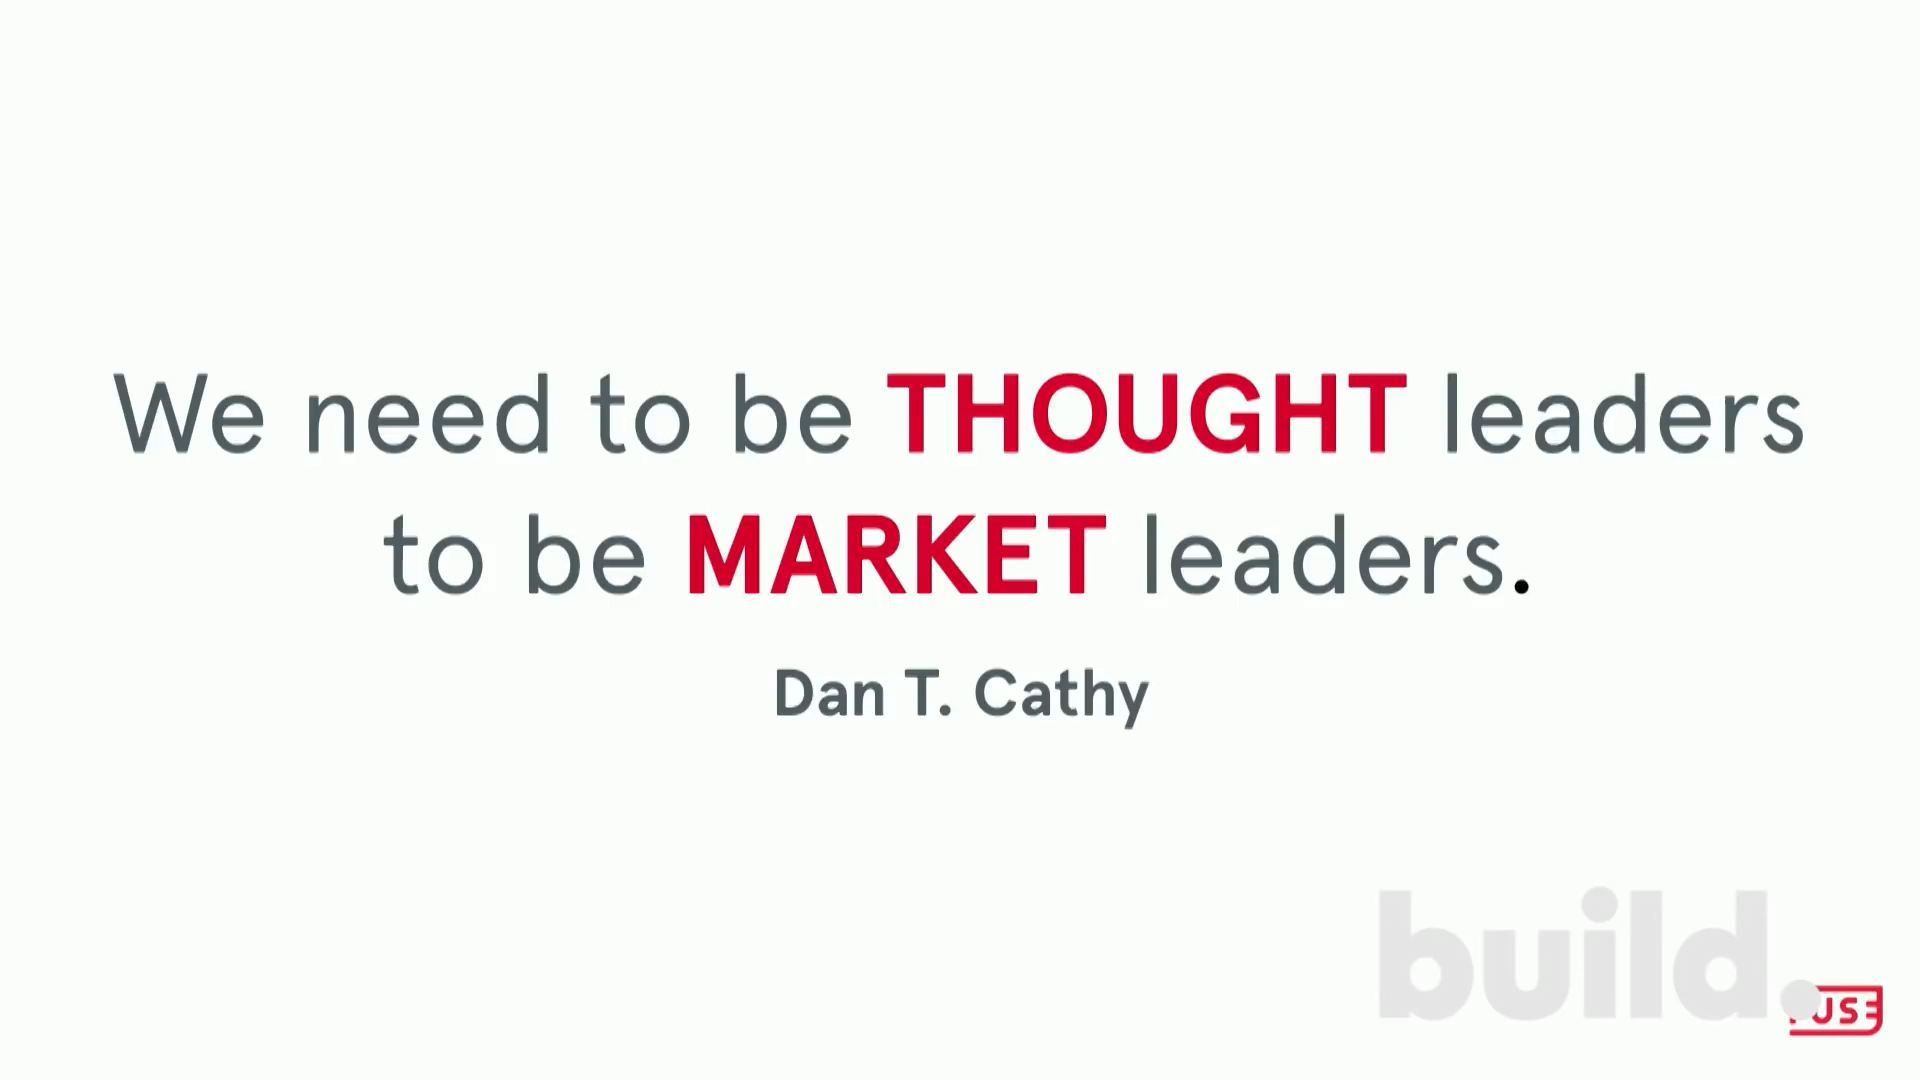 We need to be THOUGHT leaders
to be MARKET leaders.
Dan T. Cathy
build.